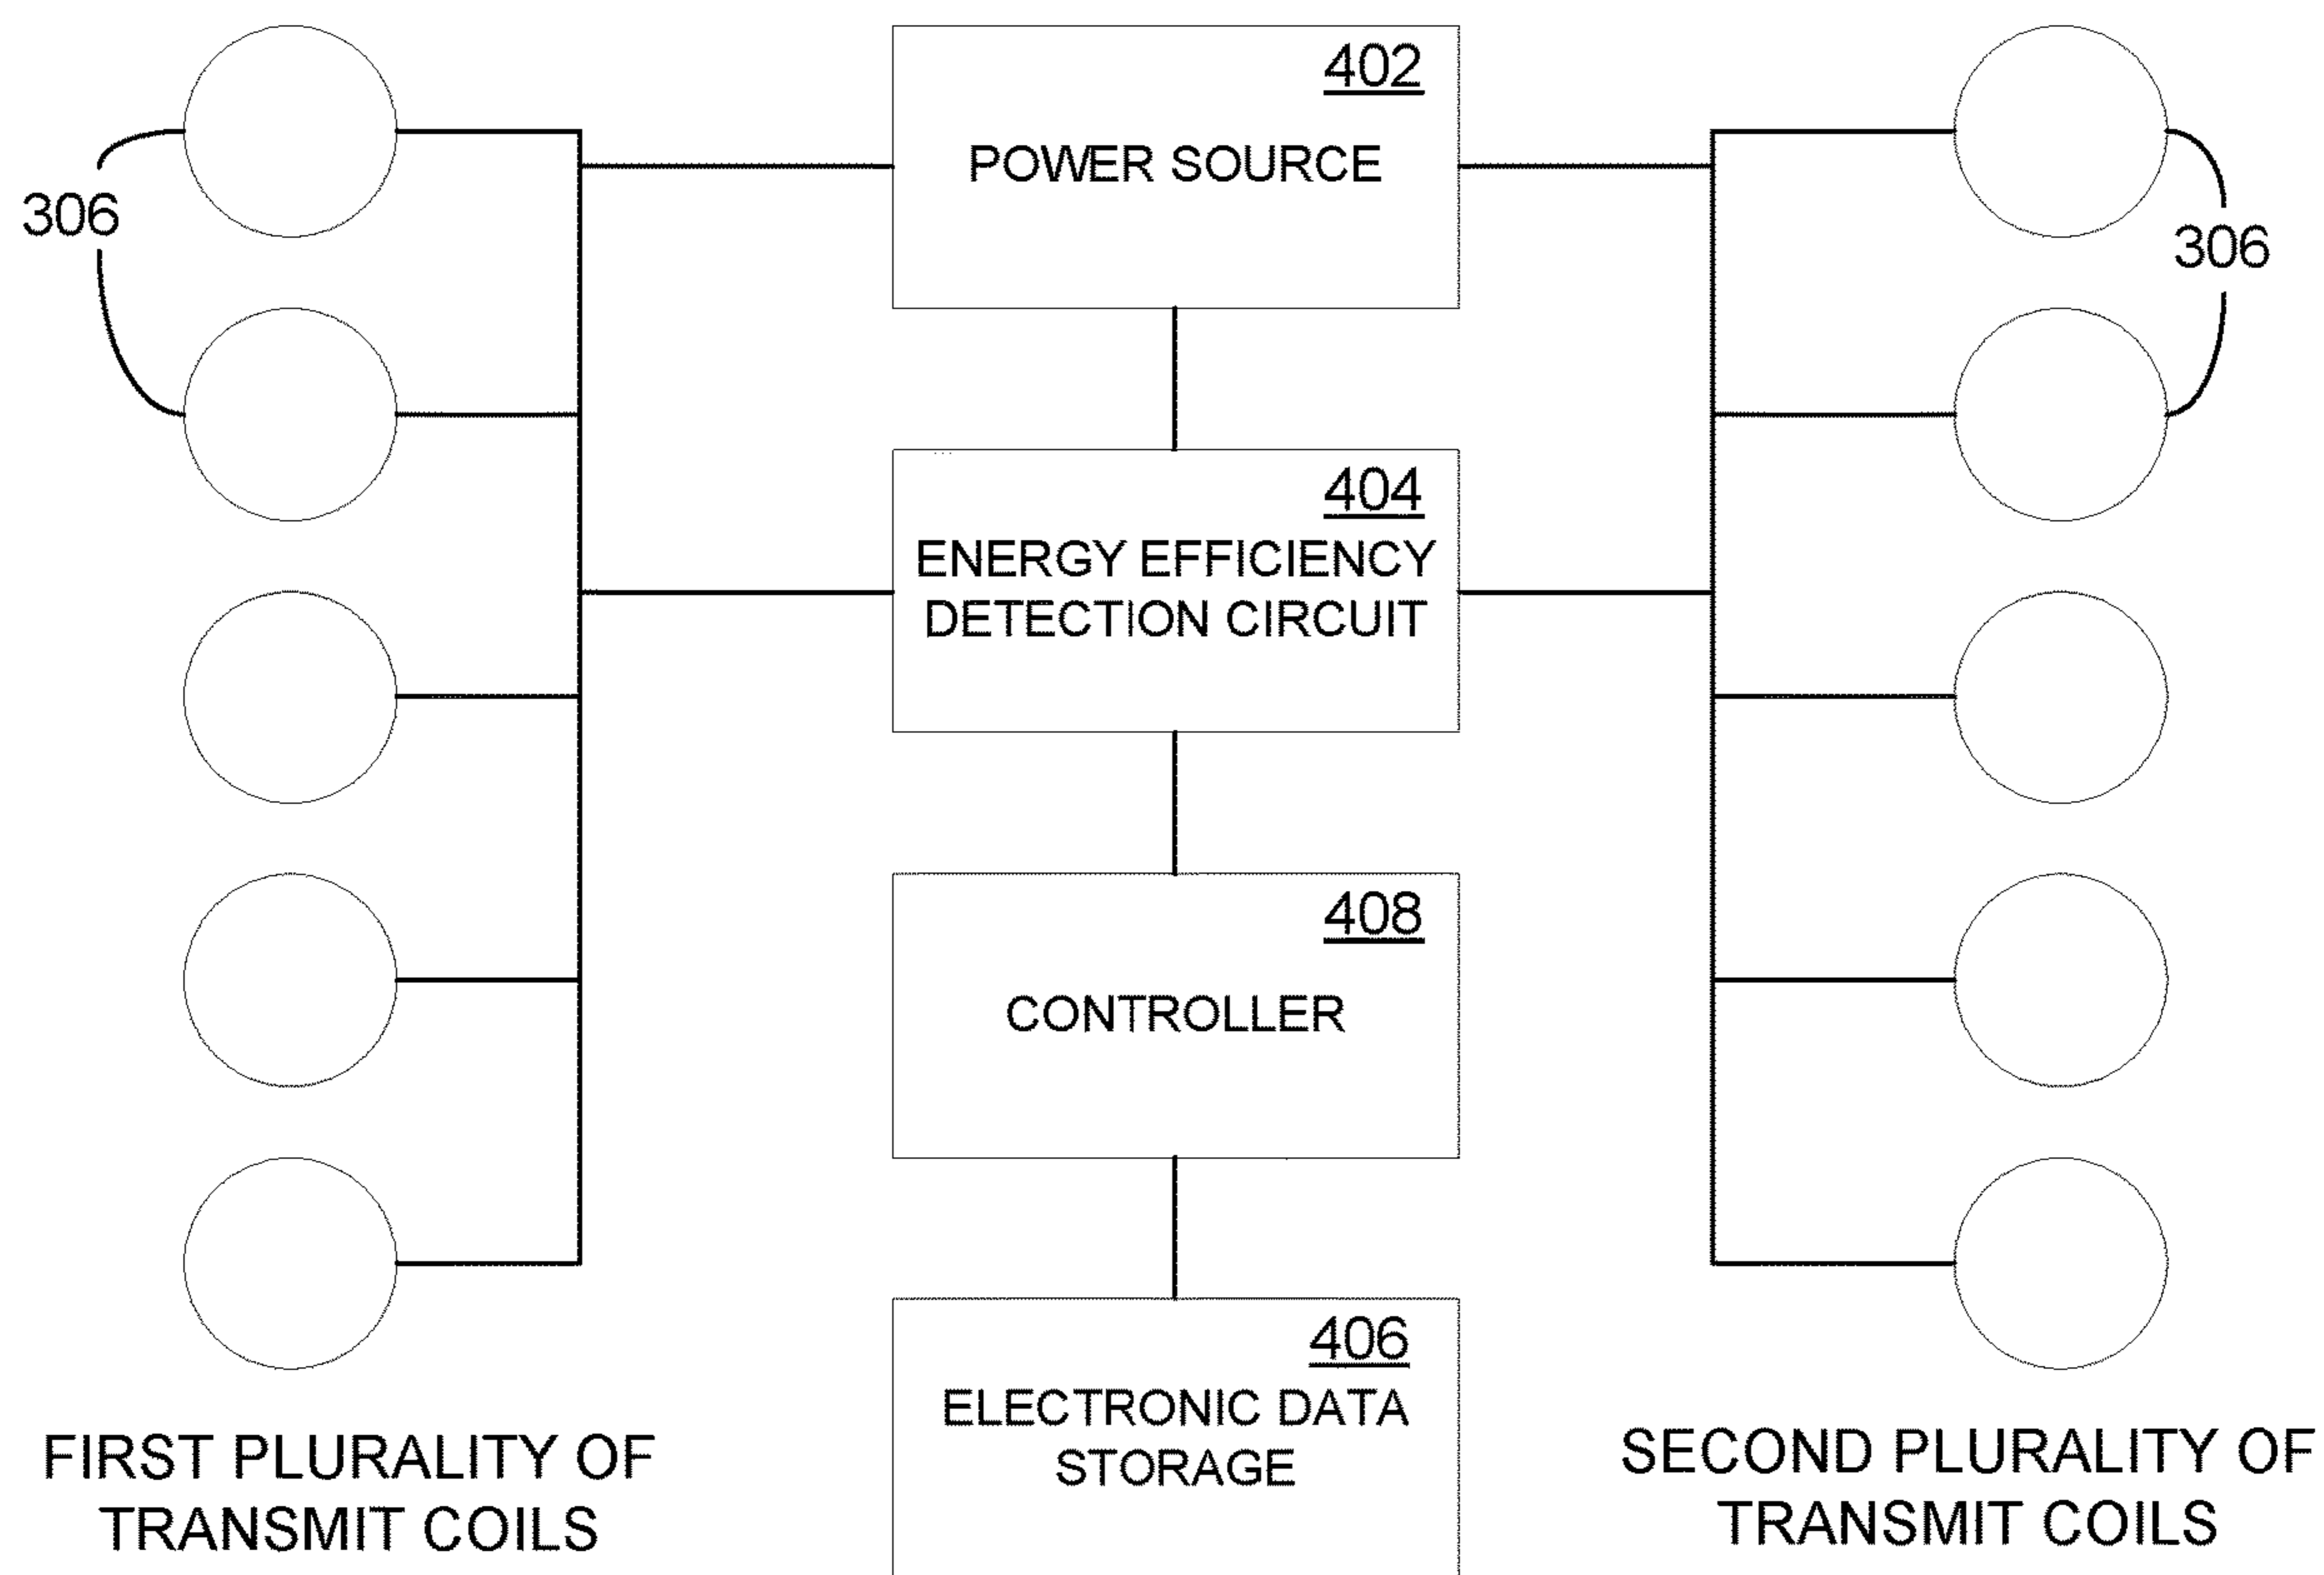 402
POWER SOURCE
306
306
404
ENERGY EFFICIENCY
DETECTION CIRCUIT
408
CONTROLLER
406
ELECTRONIC DATA
STORAGE
FIRST PLURALITY OF
TRANSMIT COILS
SECOND PLURALITY OF
TRANSMIT COILS